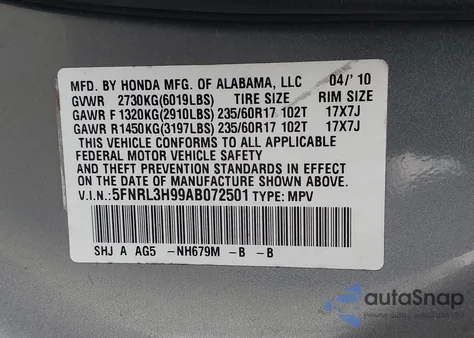 MFD. BY HONDA MFG. OF ALABAMA, LLC 04/'10
GVWR 2730KG(6019LBS) TIRE SIZE RIM SIZE
GAWR F 1320KG(2910LBS) 235/60R17 102T 17X7J
GAWR R 1450KG(3197LBS) 235/60R17 102T 17X7J
THIS VEHICLE CONFORMS TO ALL APPLICABLE
FEDERAL MOTOR VEHICLE SAFETY
AND THEFT PREVENTION STANDARDS IN EFFECT
ON THE DATE OF MANUFACTURE SHOWN ABOVE.
V.I.N.: 5FNRL3H99AB072501 TYPE: MPV
SHJ A AG5 -NH679M -B -B
autoSnap